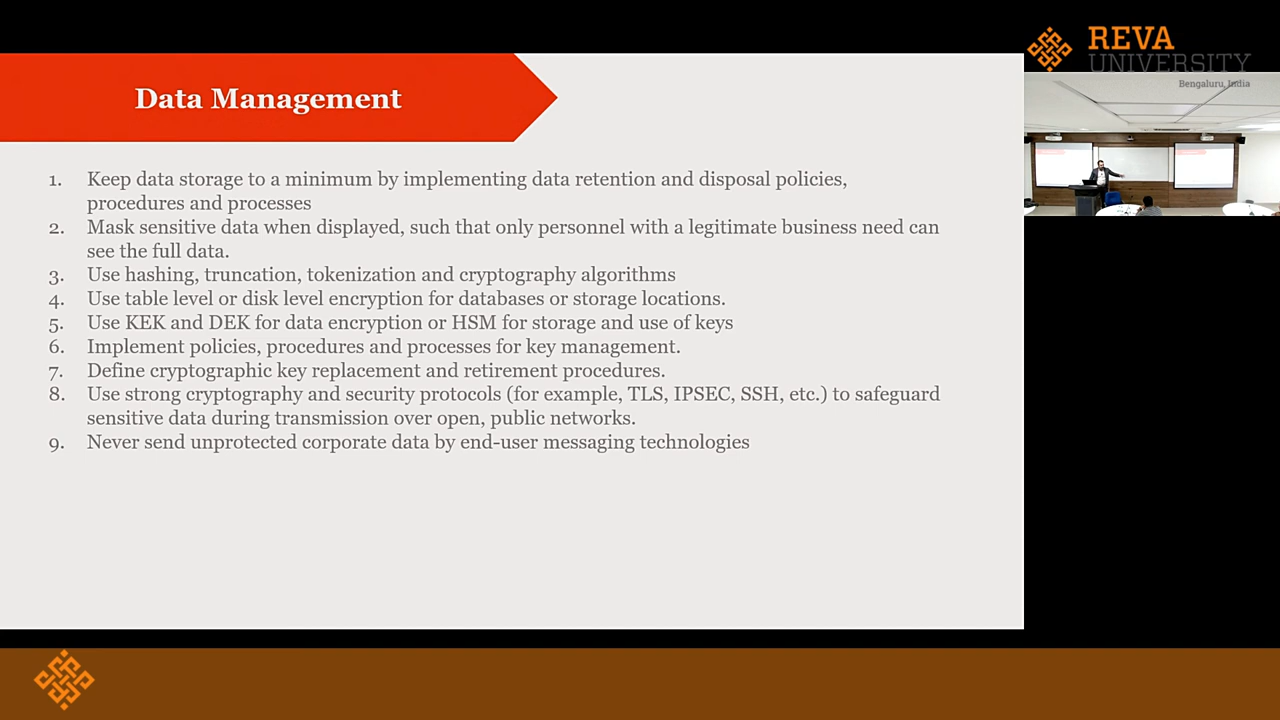 REVA
UNIVERSITY
Bengaluru, India
Data Management
1. Keep data storage to a minimum by implementing data retention and disposal policies,
procedures and processes
2. Mask sensitive data when displayed, such that only personnel with a legitimate business need can
see the full data.
3. Use hashing, truncation, tokenization and cryptography algorithms
4. Use table level or disk level encryption for databases or storage locations.
5. Use KEK and DEK for data encryption or HSM for storage and use of keys
6. Implement policies, procedures and processes for key management.
7. Define cryptographic key replacement and retirement procedures.
8. Use strong cryptography and security protocols (for example, TLS, IPSEC, SSH, etc.) to safeguard
sensitive data during transmission over open, public networks.
9. Never send unprotected corporate data by end-user messaging technologies